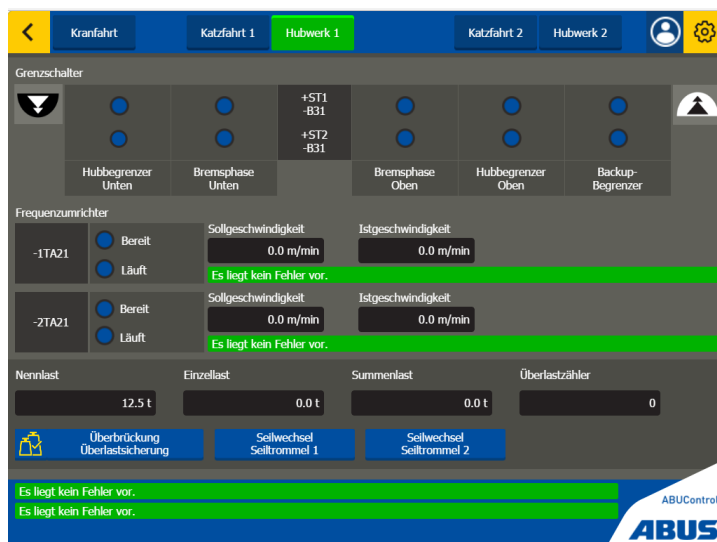 Kranfahrt
Katzfahrt 1
Hubwerk 1
Katzfahrt 2
Hubwerk 2
Grenzschalter
+ST1
-B31
+ST2
-B31
Hubbegrenzer
Unten
Bremsphase
Unten
Bremsphase
Oben
Hubbegrenzer
Oben
Backup-
Begrenzer
Frequenzumrichter
-1TA21
Bereit
Läuft
Sollgeschwindigkeit
0.0 m/min
Istgeschwindigkeit
0.0 m/min
Es liegt kein Fehler vor.
-2TA21
Bereit
Läuft
Sollgeschwindigkeit
0.0 m/min
Istgeschwindigkeit
0.0 m/min
Es liegt kein Fehler vor.
Nennlast
12.5 t
Einzellast
0.0 t
Summenlast
0.0 t
Überlastzähler
0
Überbrückung
Überlastsicherung
Seilwechsel
Seiltrommel 1
Seilwechsel
Seiltrommel 2
Es liegt kein Fehler vor.
Es liegt kein Fehler vor.
ABUControl
ABUS